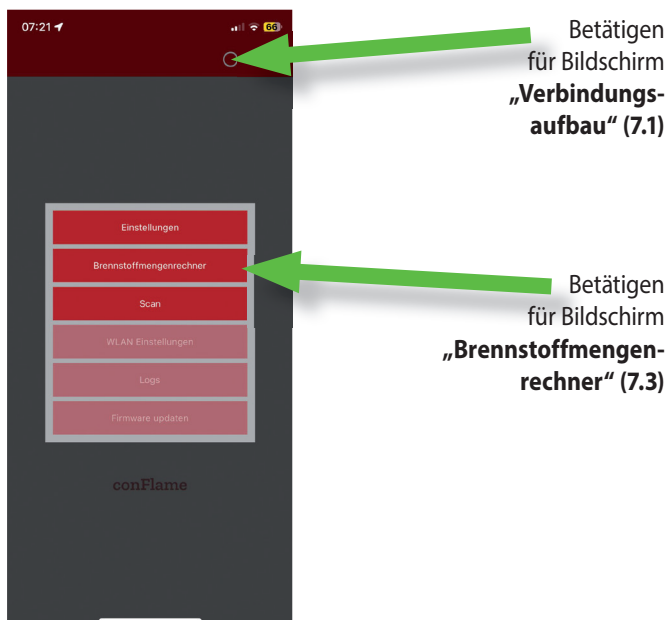 07:21
66
Betätigen
für Bildschirm
„Verbindungs-
aufbau“ (7.1)
Einstellungen
Brennstoffmengenrechner
Scan
WLAN Einstellungen
Logs
Firmware updaten
Betätigen
für Bildschirm
„Brennstoffmengen-
rechner“ (7.3)
conFlame